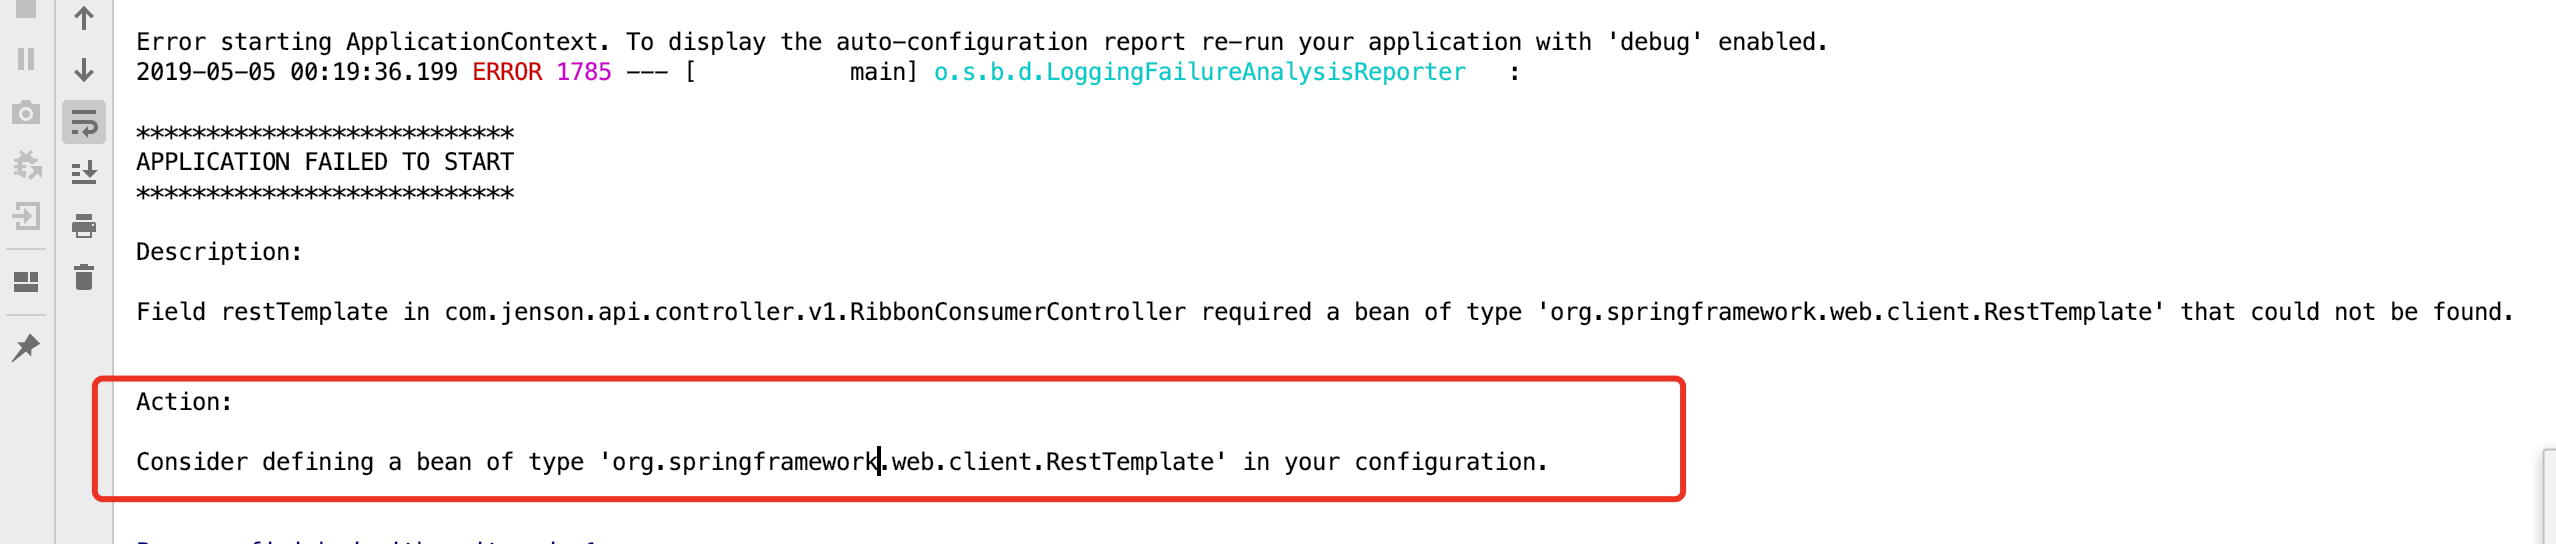 Error starting ApplicationContext. To display the auto-configuration report re-run your application with 'debug' enabled.
2019-05-05 00:19:36.199 ERROR 1785 --- [           main] o.s.b.d.LoggingFailureAnalysisReporter   :
***************************
APPLICATION FAILED TO START
***************************
Description:
Field restTemplate in com.jenson.api.controller.v1.RibbonConsumerController required a bean of type 'org.springframework.web.client.RestTemplate' that could not be found.
Action:
Consider defining a bean of type 'org.springframework.web.client.RestTemplate' in your configuration.